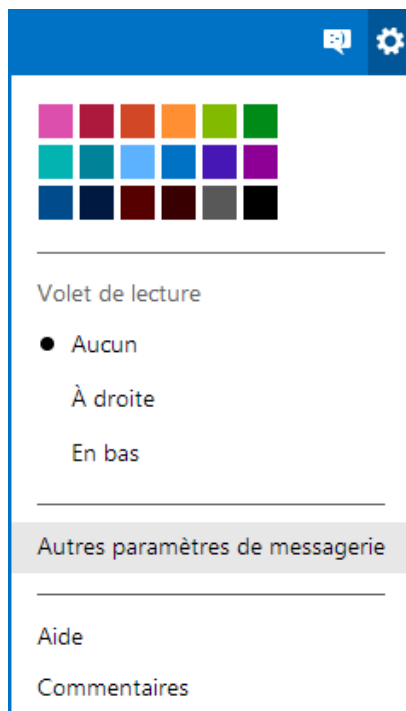 Volet de lecture
Aucun
À droite
En bas
Autres paramètres de messagerie
Aide
Commentaires